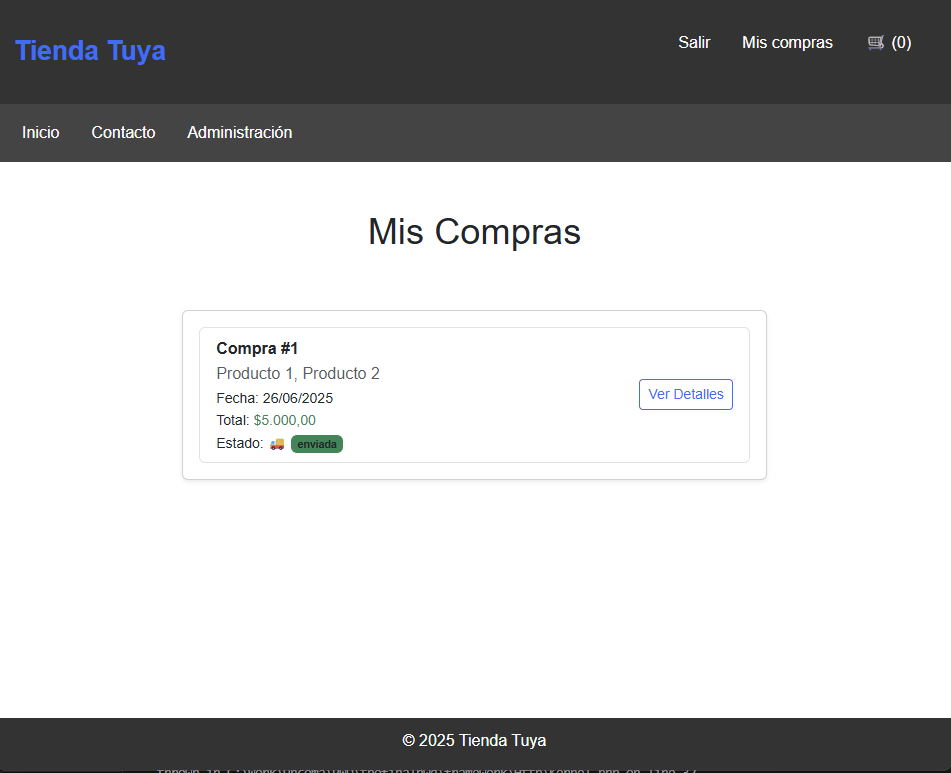 Tienda Tuya
Salir Mis compras (0)
Inicio Contacto Administración
Mis Compras
Compra #1
Producto 1, Producto 2
Fecha: 26/06/2025
Total: $5.000,00
Estado: enviada
Ver Detalles
© 2025 Tienda Tuya